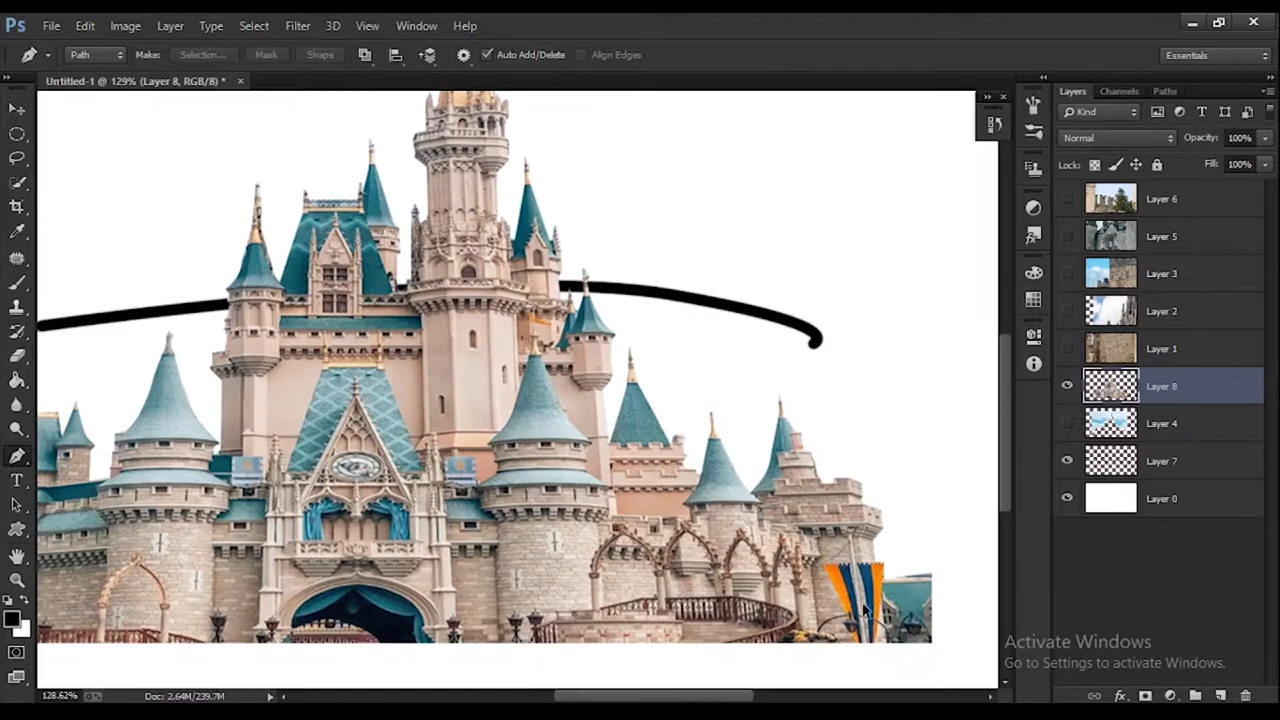 Ps File Edit Image Layer Type Select Filter 3D View Window Help
Path Make: Selection... Mask Shape Auto Add/Delete Align Edges Essentials
Untitled-1 @ 129% (Layer 8, RGB/8) * ×
Layers Channels Paths
Kind
Normal Opacity: 100%
Lock: Fill: 100%
Layer 6
Layer 5
Layer 3
Layer 2
Layer 1
Layer 8
Layer 4
Layer 7
Layer 0
Activate Windows
Go to Settings to activate Windows.
128.62% Doc: 2.64M/239.7M